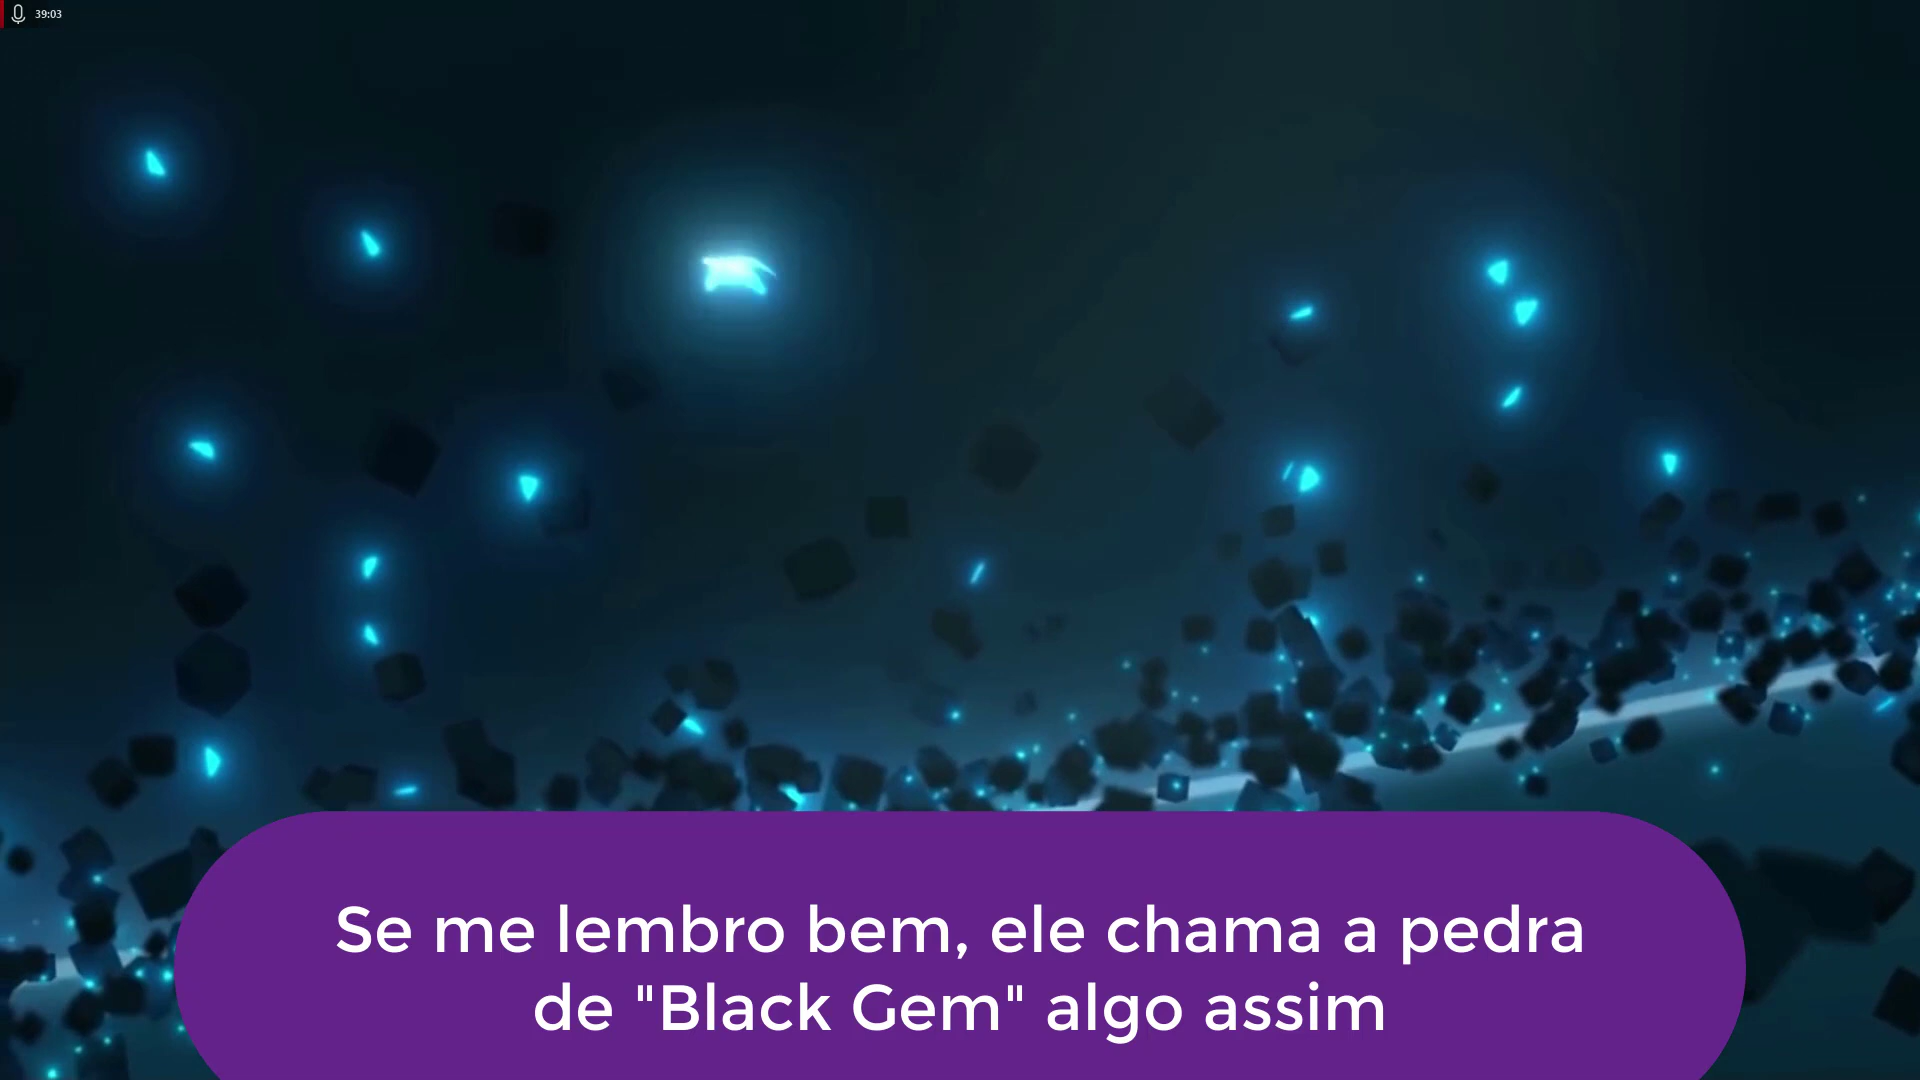 39:03
Se me lembro bem, ele chama a pedra
de "Black Gem" algo assim